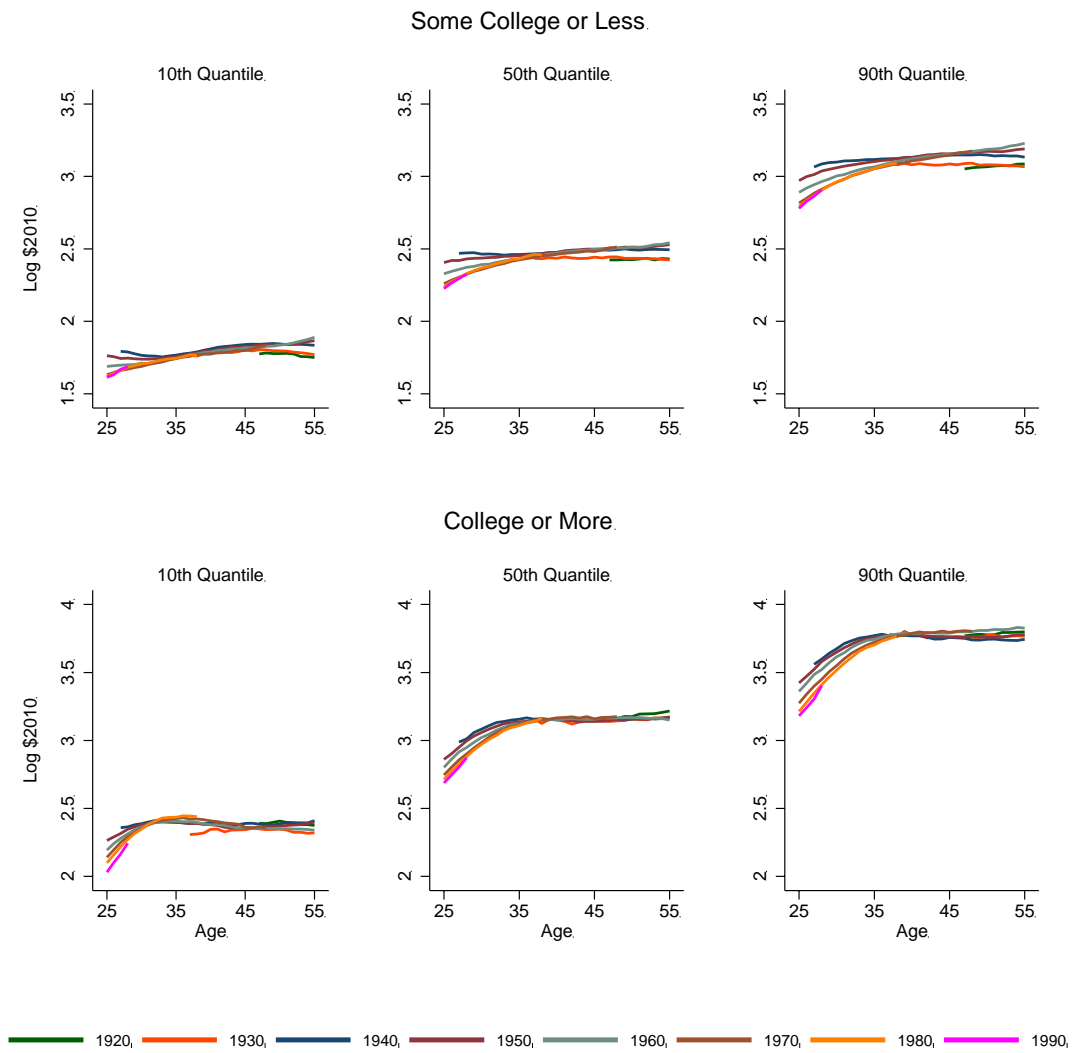 Some College or Less.
10th Quantile. 50th Quantile. 90th Quantile.
Log $2010.
3.5. 3.5. 3.5.
3. 3. 3.
2.5. 2.5. 2.5.
2. 2. 2.
1.5. 1.5. 1.5.
25 35 45 55. 25 35 45 55. 25 35 45 55.
College or More.
10th Quantile. 50th Quantile. 90th Quantile.
Log $2010.
4. 4. 4.
3.5. 3.5. 3.5.
3. 3. 3.
2.5. 2.5. 2.5.
2. 2. 2.
25 35 45 55. 25 35 45 55. 25 35 45 55.
Age. Age. Age.
1920 1930 1940 1950 1960 1970 1980 1990